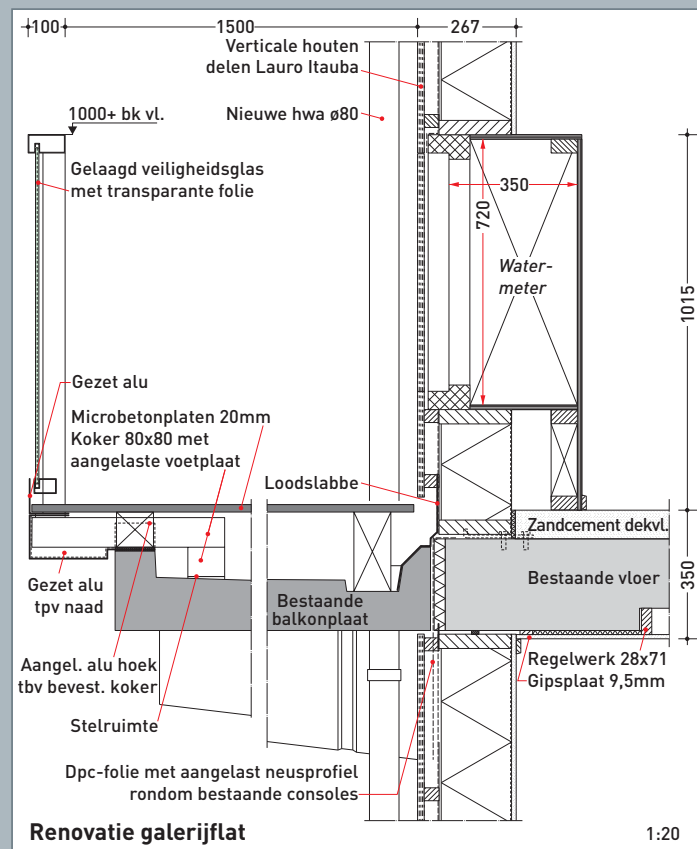 100
1500
267
Verticale houten
delen Lauro Itauba
1000+ bk vl.
Nieuwe hwa ø80
Gelaagd veiligheidsglas
met transparante folie
350
720
Water-
meter
1015
Gezet alu
Microbetonplaten 20mm
Koker 80x80 met
aangelaste voetplaat
Loodslabbe
Zandcement dekvl.
Bestaande vloer
350
Gezet alu
tpv naad
Bestaande
balkonplaat
Aangel. alu hoek
tbv bevest. koker
Regelwerk 28x71
Gipsplaat 9,5mm
Stelruimte
Dpc-folie met aangelast neusprofiel
rondom bestaande consoles
Renovatie galerijflat
1:20